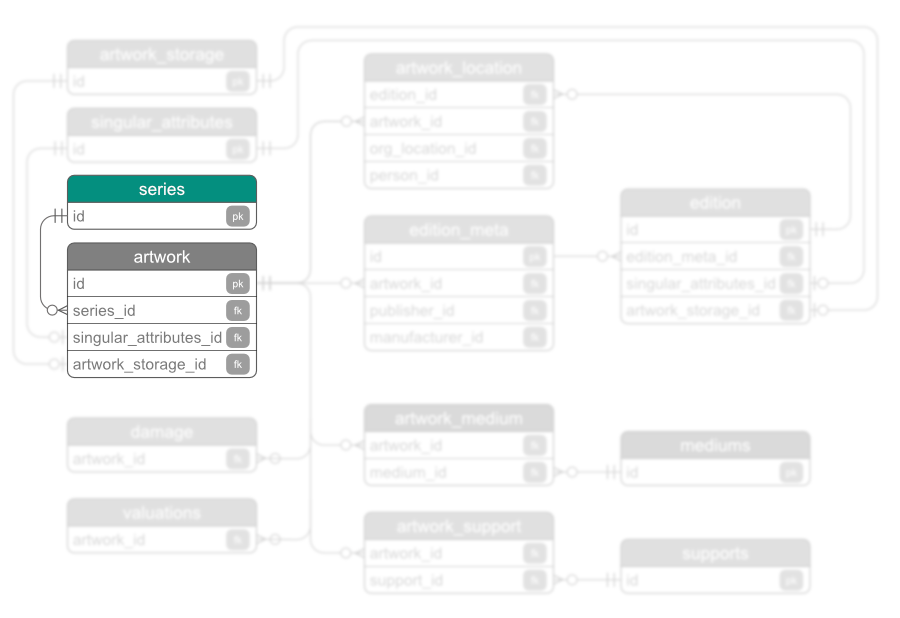 artwork_storage
id pk
singular_attributes
id pk
series
id pk
artwork
id pk
series_id fk
singular_attributes_id fk
artwork_storage_id fk
damage
artwork_id fk
valuations
artwork_id fk
artwork_location
edition_id fk
artwork_id fk
org_location_id fk
person_id fk
edition_meta
id pk
artwork_id fk
publisher_id fk
manufacturer_id fk
artwork_medium
artwork_id fk
medium_id fk
artwork_support
artwork_id fk
support_id fk
edition
id pk
edition_meta_id fk
singular_attributes_id fk
artwork_storage_id fk
mediums
id pk
supports
id pk